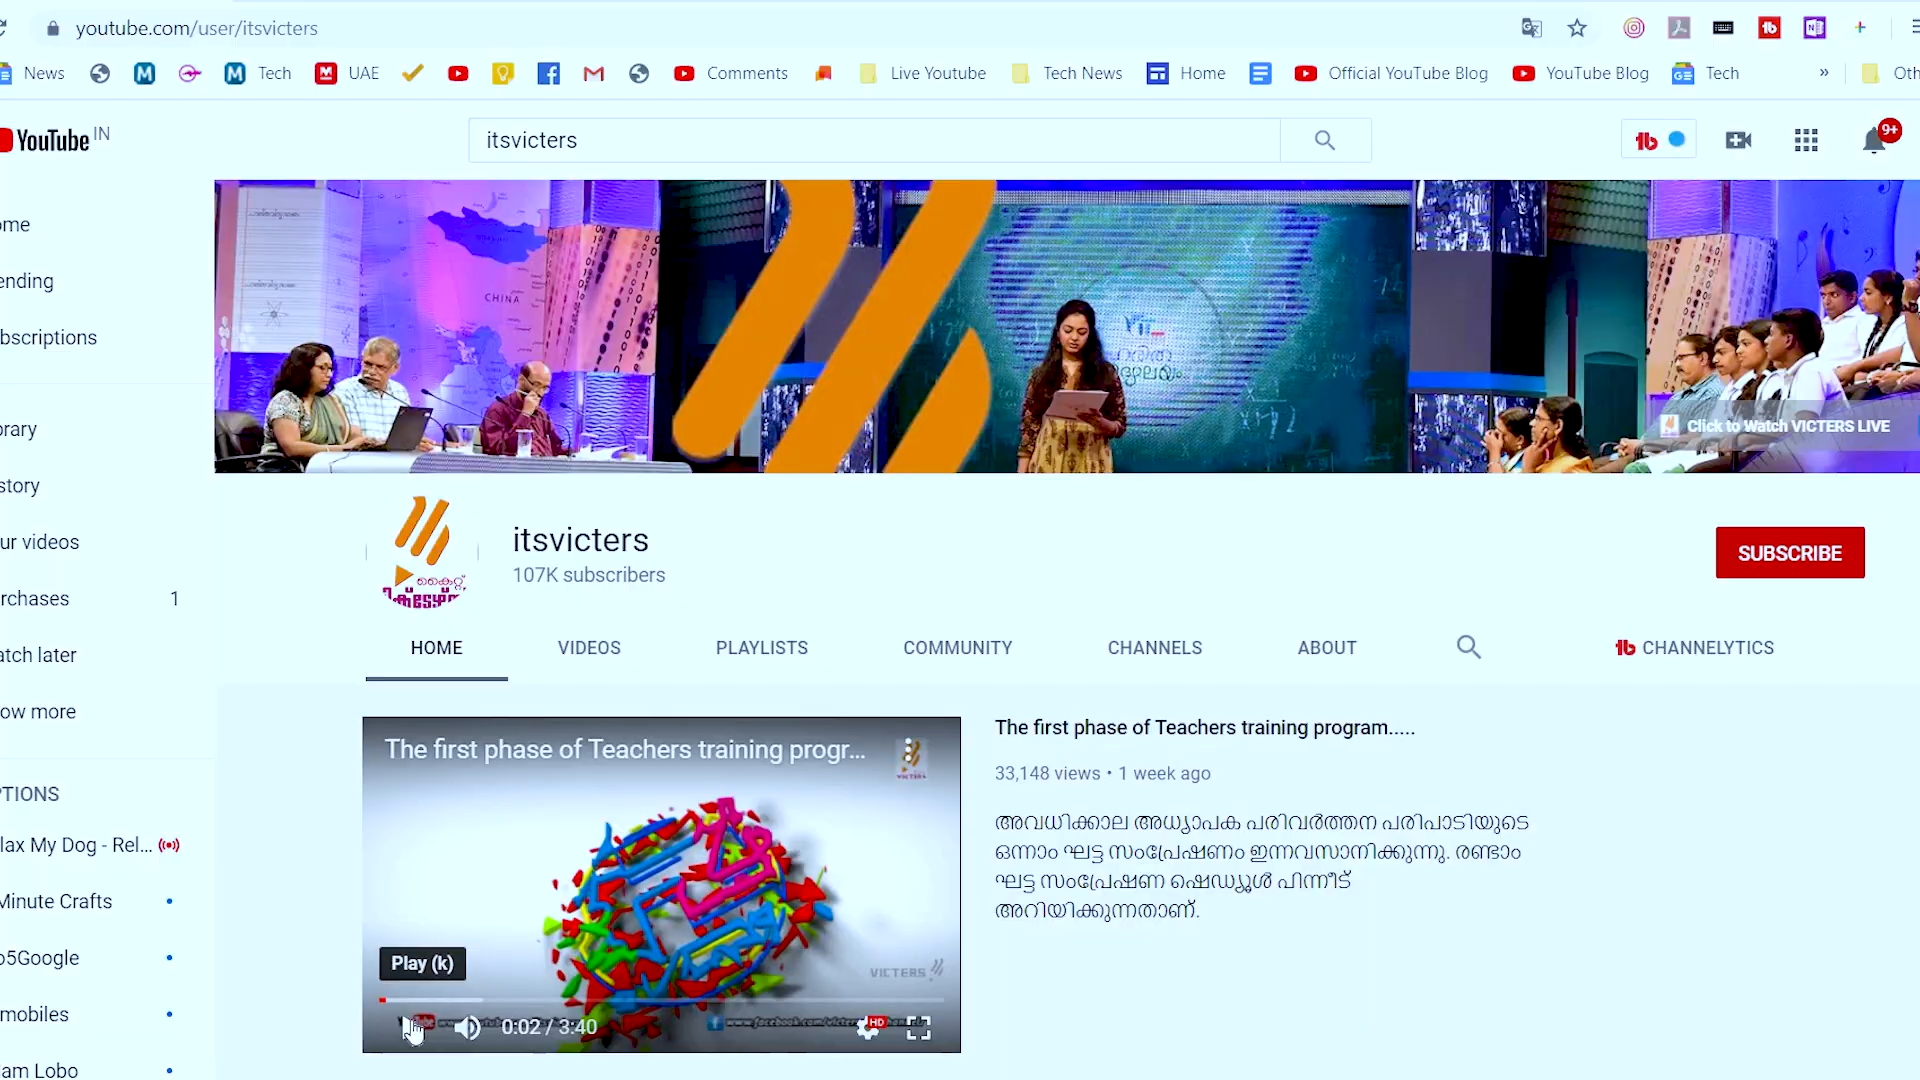 youtube.com/user/itsvicters
News
Tech
UAE
Comments
Live Youtube
Tech News
Home
Official YouTube Blog
YouTube Blog
Tech
»
Oth
YouTube IN
itsvicters
9+
ome
ending
bscriptions
brary
story
ur videos
rchases 1
atch later
ow more
PTIONS
lax My Dog - Rel...
Minute Crafts
o5Google
mobiles
am Lobo
CHINA
Click to Watch VICTERS LIVE
കൈറ്റ്
itsvicters
107K subscribers
SUBSCRIBE
HOME
VIDEOS
PLAYLISTS
COMMUNITY
CHANNELS
ABOUT
CHANNELYTICS
The first phase of Teachers training progr...
VICTERS
Play (k)
0:02 / 3:40
HD
The first phase of Teachers training program.....
33,148 views • 1 week ago
അവധിക്കാല അധ്യാപക പരിവർത്തന പരിപാടിയുടെ
ഒന്നാം ഘട്ട സംപ്രേഷണം ഇന്നവസാനിക്കുന്നു. രണ്ടാം
ഘട്ട സംപ്രേഷണ ഷെഡ്യൂൾ പിന്നീട്
അറിയിക്കുന്നതാണ്.